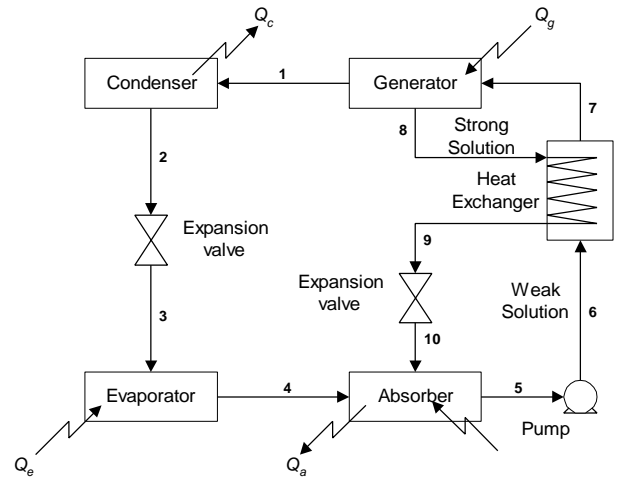 Qc
Qg
Condenser
1
Generator
7
2
8
Strong
Solution
Heat
Exchanger
Expansion
valve
9
Expansion
valve
Weak
Solution
6
3
10
Evaporator
4
Absorber
5
Pump
Qe
Qa